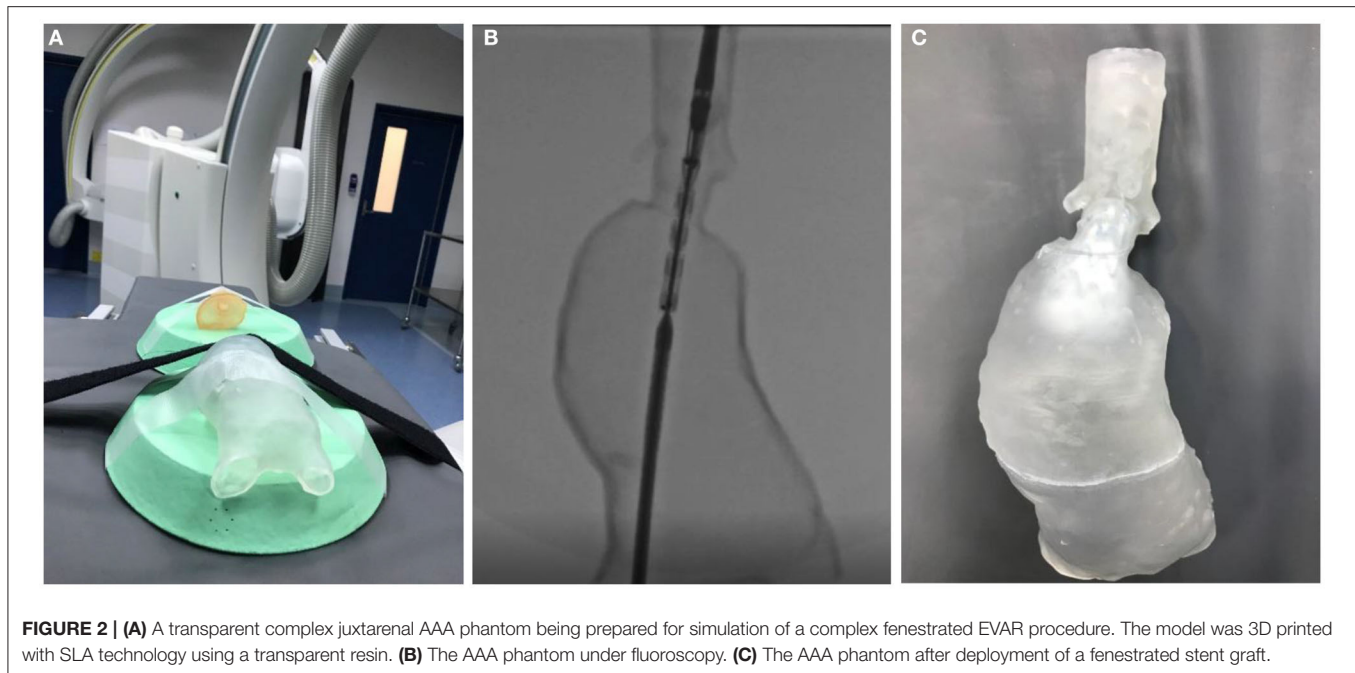 A
B
C
FIGURE 2 | (A) A transparent complex juxtarenal AAA phantom being prepared for simulation of a complex fenestrated EVAR procedure. The model was 3D printed
with SLA technology using a transparent resin. (B) The AAA phantom under fluoroscopy. (C) The AAA phantom after deployment of a fenestrated stent graft.